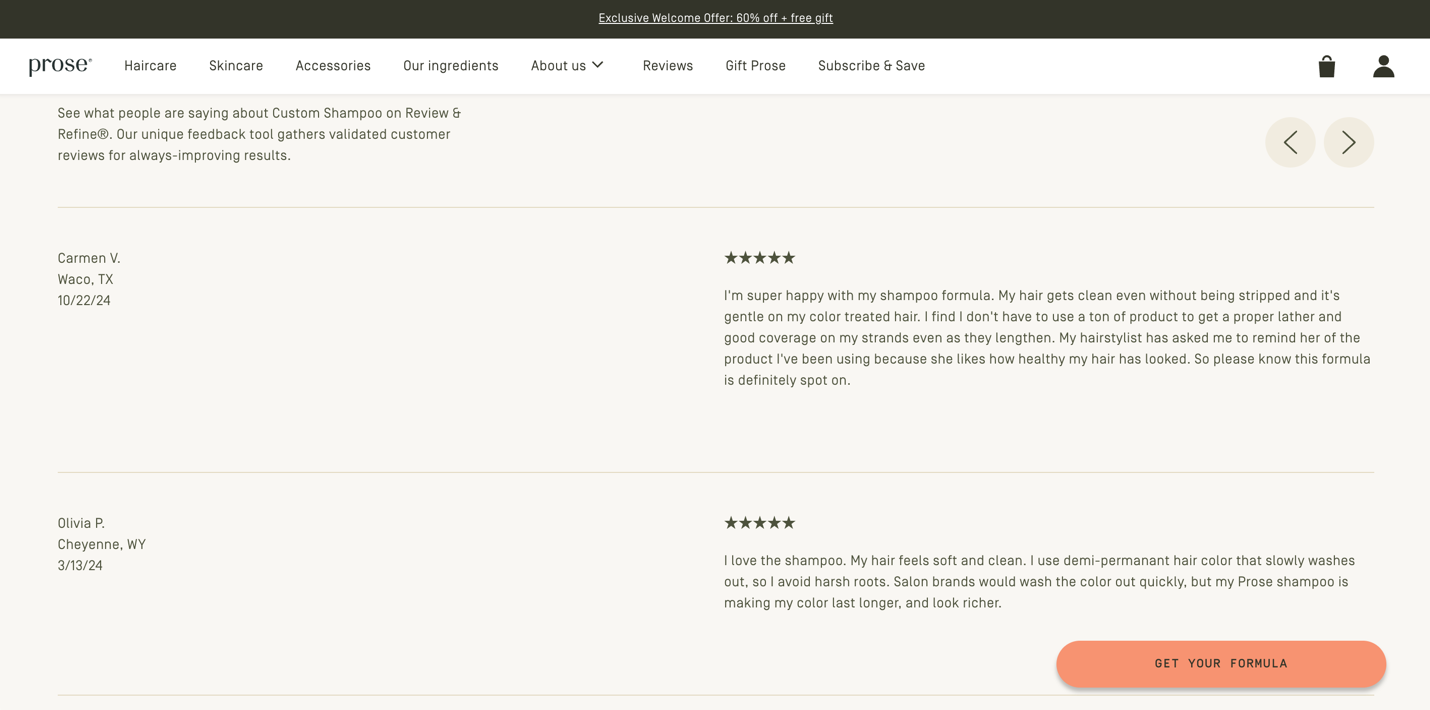 Exclusive Welcome Offer: 60% off + free gift
prose®
Haircare
Skincare
Accessories
Our ingredients
About us
Reviews
Gift Prose
Subscribe & Save
See what people are saying about Custom Shampoo on Review &
Refine®. Our unique feedback tool gathers validated customer
reviews for always-improving results.
Carmen V.
Waco, TX
10/22/24
★★★★★
I'm super happy with my shampoo formula. My hair gets clean even without being stripped and it's
gentle on my color treated hair. I find I don't have to use a ton of product to get a proper lather and
good coverage on my strands even as they lengthen. My hairstylist has asked me to remind her of the
product I've been using because she likes how healthy my hair has looked. So please know this formula
is definitely spot on.
Olivia P.
Cheyenne, WY
3/13/24
★★★★★
I love the shampoo. My hair feels soft and clean. I use demi-permanant hair color that slowly washes
out, so I avoid harsh roots. Salon brands would wash the color out quickly, but my Prose shampoo is
making my color last longer, and look richer.
GET YOUR FORMULA